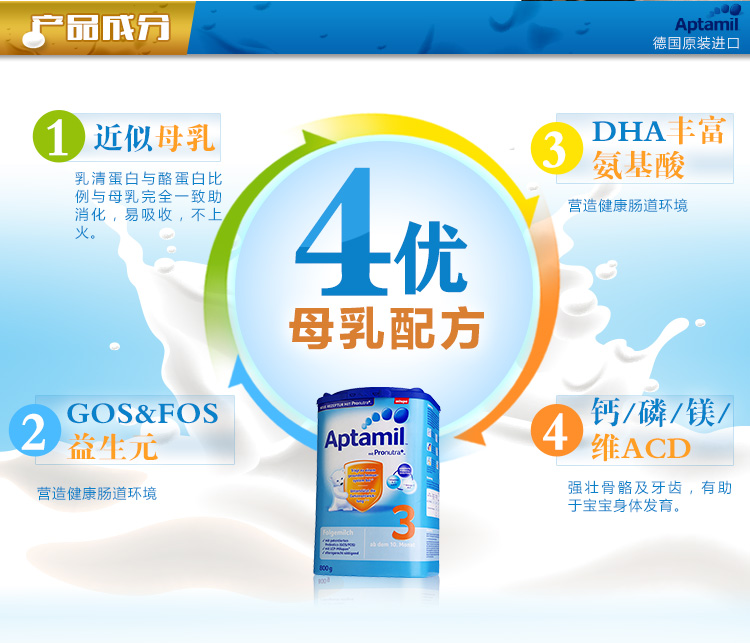 产品成分
Aptamil
德国原装进口
1 近似母乳
乳清蛋白与酪蛋白比
例与母乳完全一致助
消化，易吸收，不上
火。
3 DHA丰富
氨基酸
营造健康肠道环境
4优
母乳配方
2 GOS&FOS
益生元
营造健康肠道环境
4 钙/磷/镁/
维ACD
强壮骨骼及牙齿，有助
于宝宝身体发育。
milupa
Aptamil
mit Pronutra
3
Folgemilch
800g